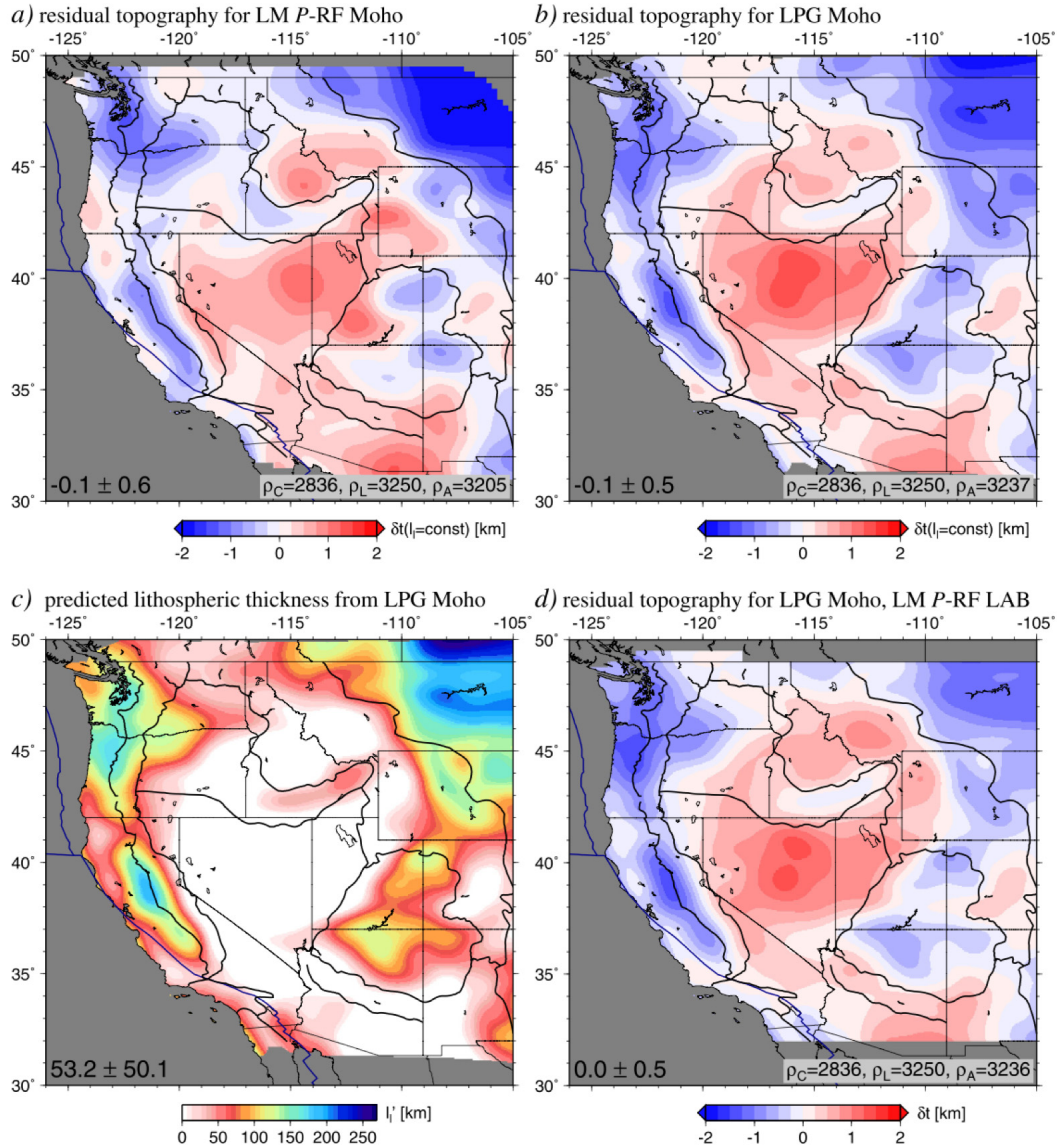 a) residual topography for LM P-RF Moho
-125 -120 -115 -110 -105
50°
45°
40°
35°
30°
-0.1 ± 0.6
ρC=2836, ρL=3250, ρA=3205
-2 -1 0 1 2
δt(lₗ=const) [km]
b) residual topography for LPG Moho
-125 -120 -115 -110 -105
50°
45°
40°
35°
30°
-0.1 ± 0.5
ρC=2836, ρL=3250, ρA=3237
-2 -1 0 1 2
δt(lₗ=const) [km]
c) predicted lithospheric thickness from LPG Moho
-125 -120 -115 -110 -105
50°
45°
40°
35°
30°
53.2 ± 50.1
0 50 100 150 200 250
lₗ' [km]
d) residual topography for LPG Moho, LM P-RF LAB
-125 -120 -115 -110 -105
50°
45°
40°
35°
30°
0.0 ± 0.5
ρC=2836, ρL=3250, ρA=3236
-2 -1 0 1 2
δt [km]